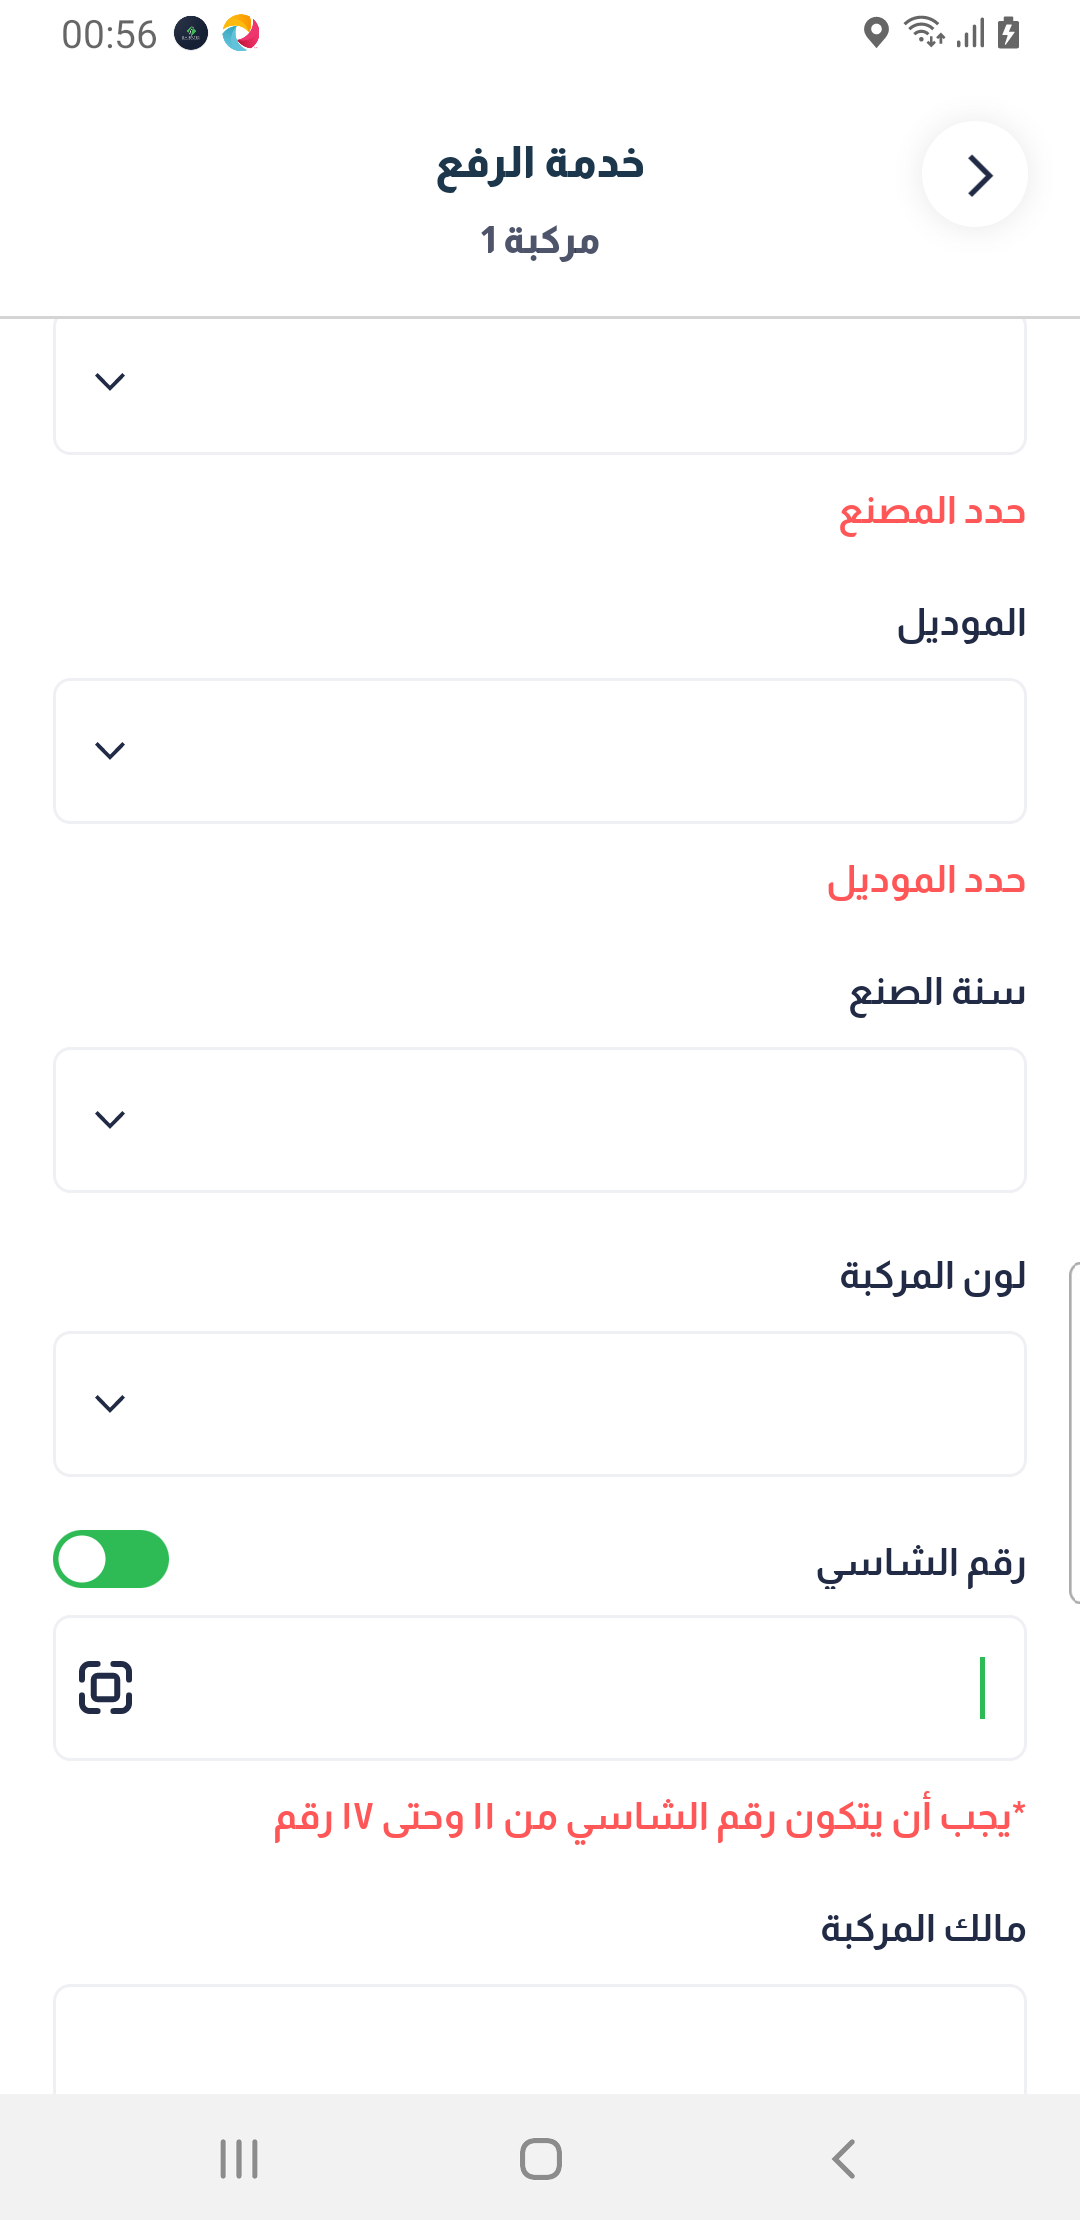 00:56
خدمة الرفع
مركبة 1
حدد المصنع
الموديل
حدد الموديل
سنة الصنع
لون المركبة
رقم الشاسي
*يجب أن يتكون رقم الشاسي من ١١ وحتى ١٧ رقم
مالك المركبة